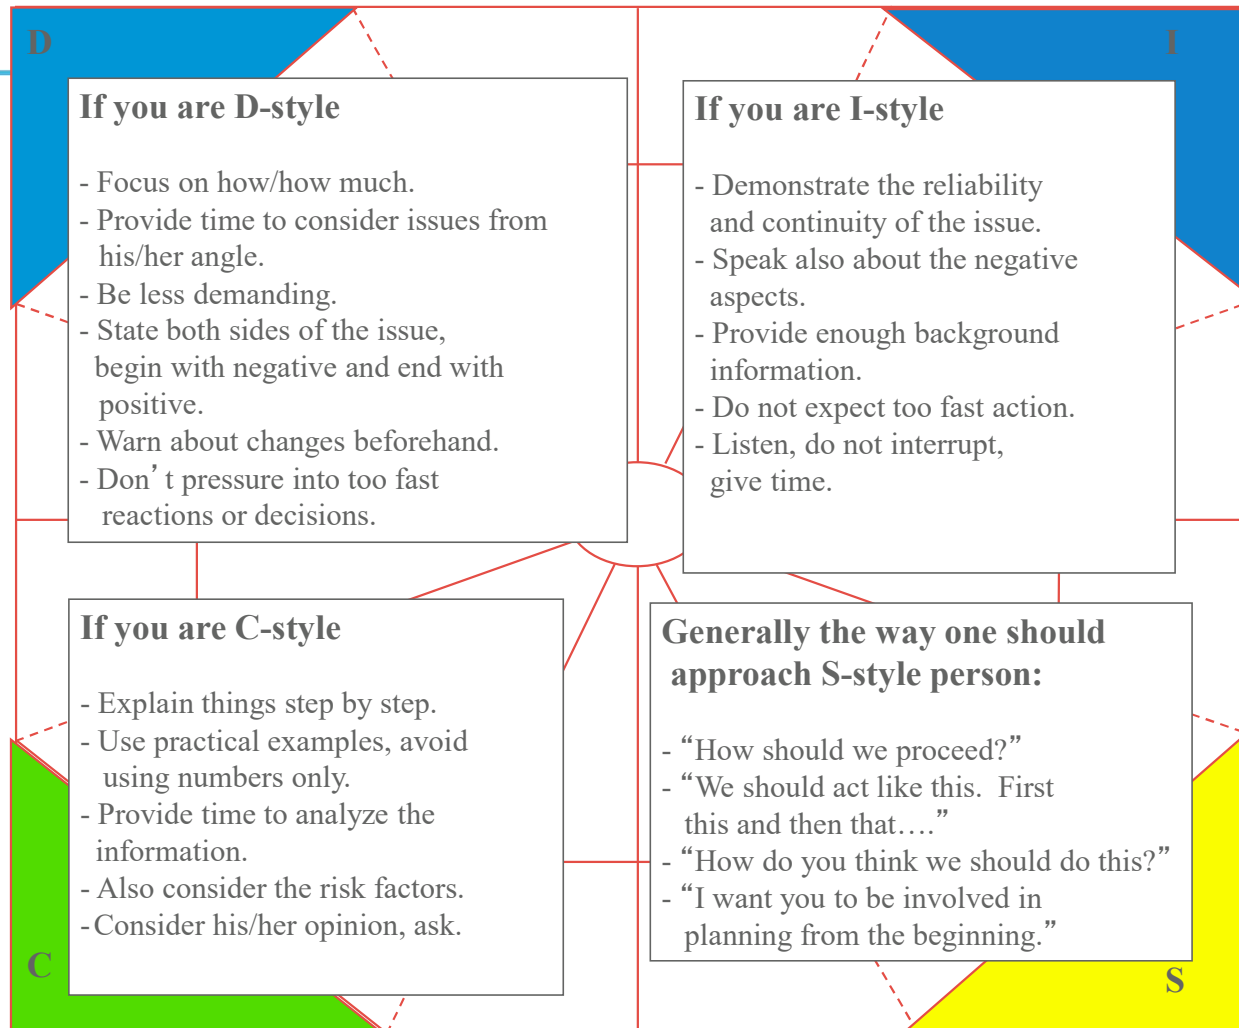 D
I
If you are D-style
- Focus on how/how much.
- Provide time to consider issues from
his/her angle.
- Be less demanding.
- State both sides of the issue,
begin with negative and end with
positive.
- Warn about changes beforehand.
- Don’t pressure into too fast
reactions or decisions.
If you are I-style
- Demonstrate the reliability
and continuity of the issue.
- Speak also about the negative
aspects.
- Provide enough background
information.
- Do not expect too fast action.
- Listen, do not interrupt,
give time.
If you are C-style
- Explain things step by step.
- Use practical examples, avoid
using numbers only.
- Provide time to analyze the
information.
- Also consider the risk factors.
- Consider his/her opinion, ask.
Generally the way one should
approach S-style person:
- “How should we proceed?”
- “We should act like this.  First
this and then that….”
- “How do you think we should do this?”
- “I want you to be involved in
planning from the beginning.”
C
S